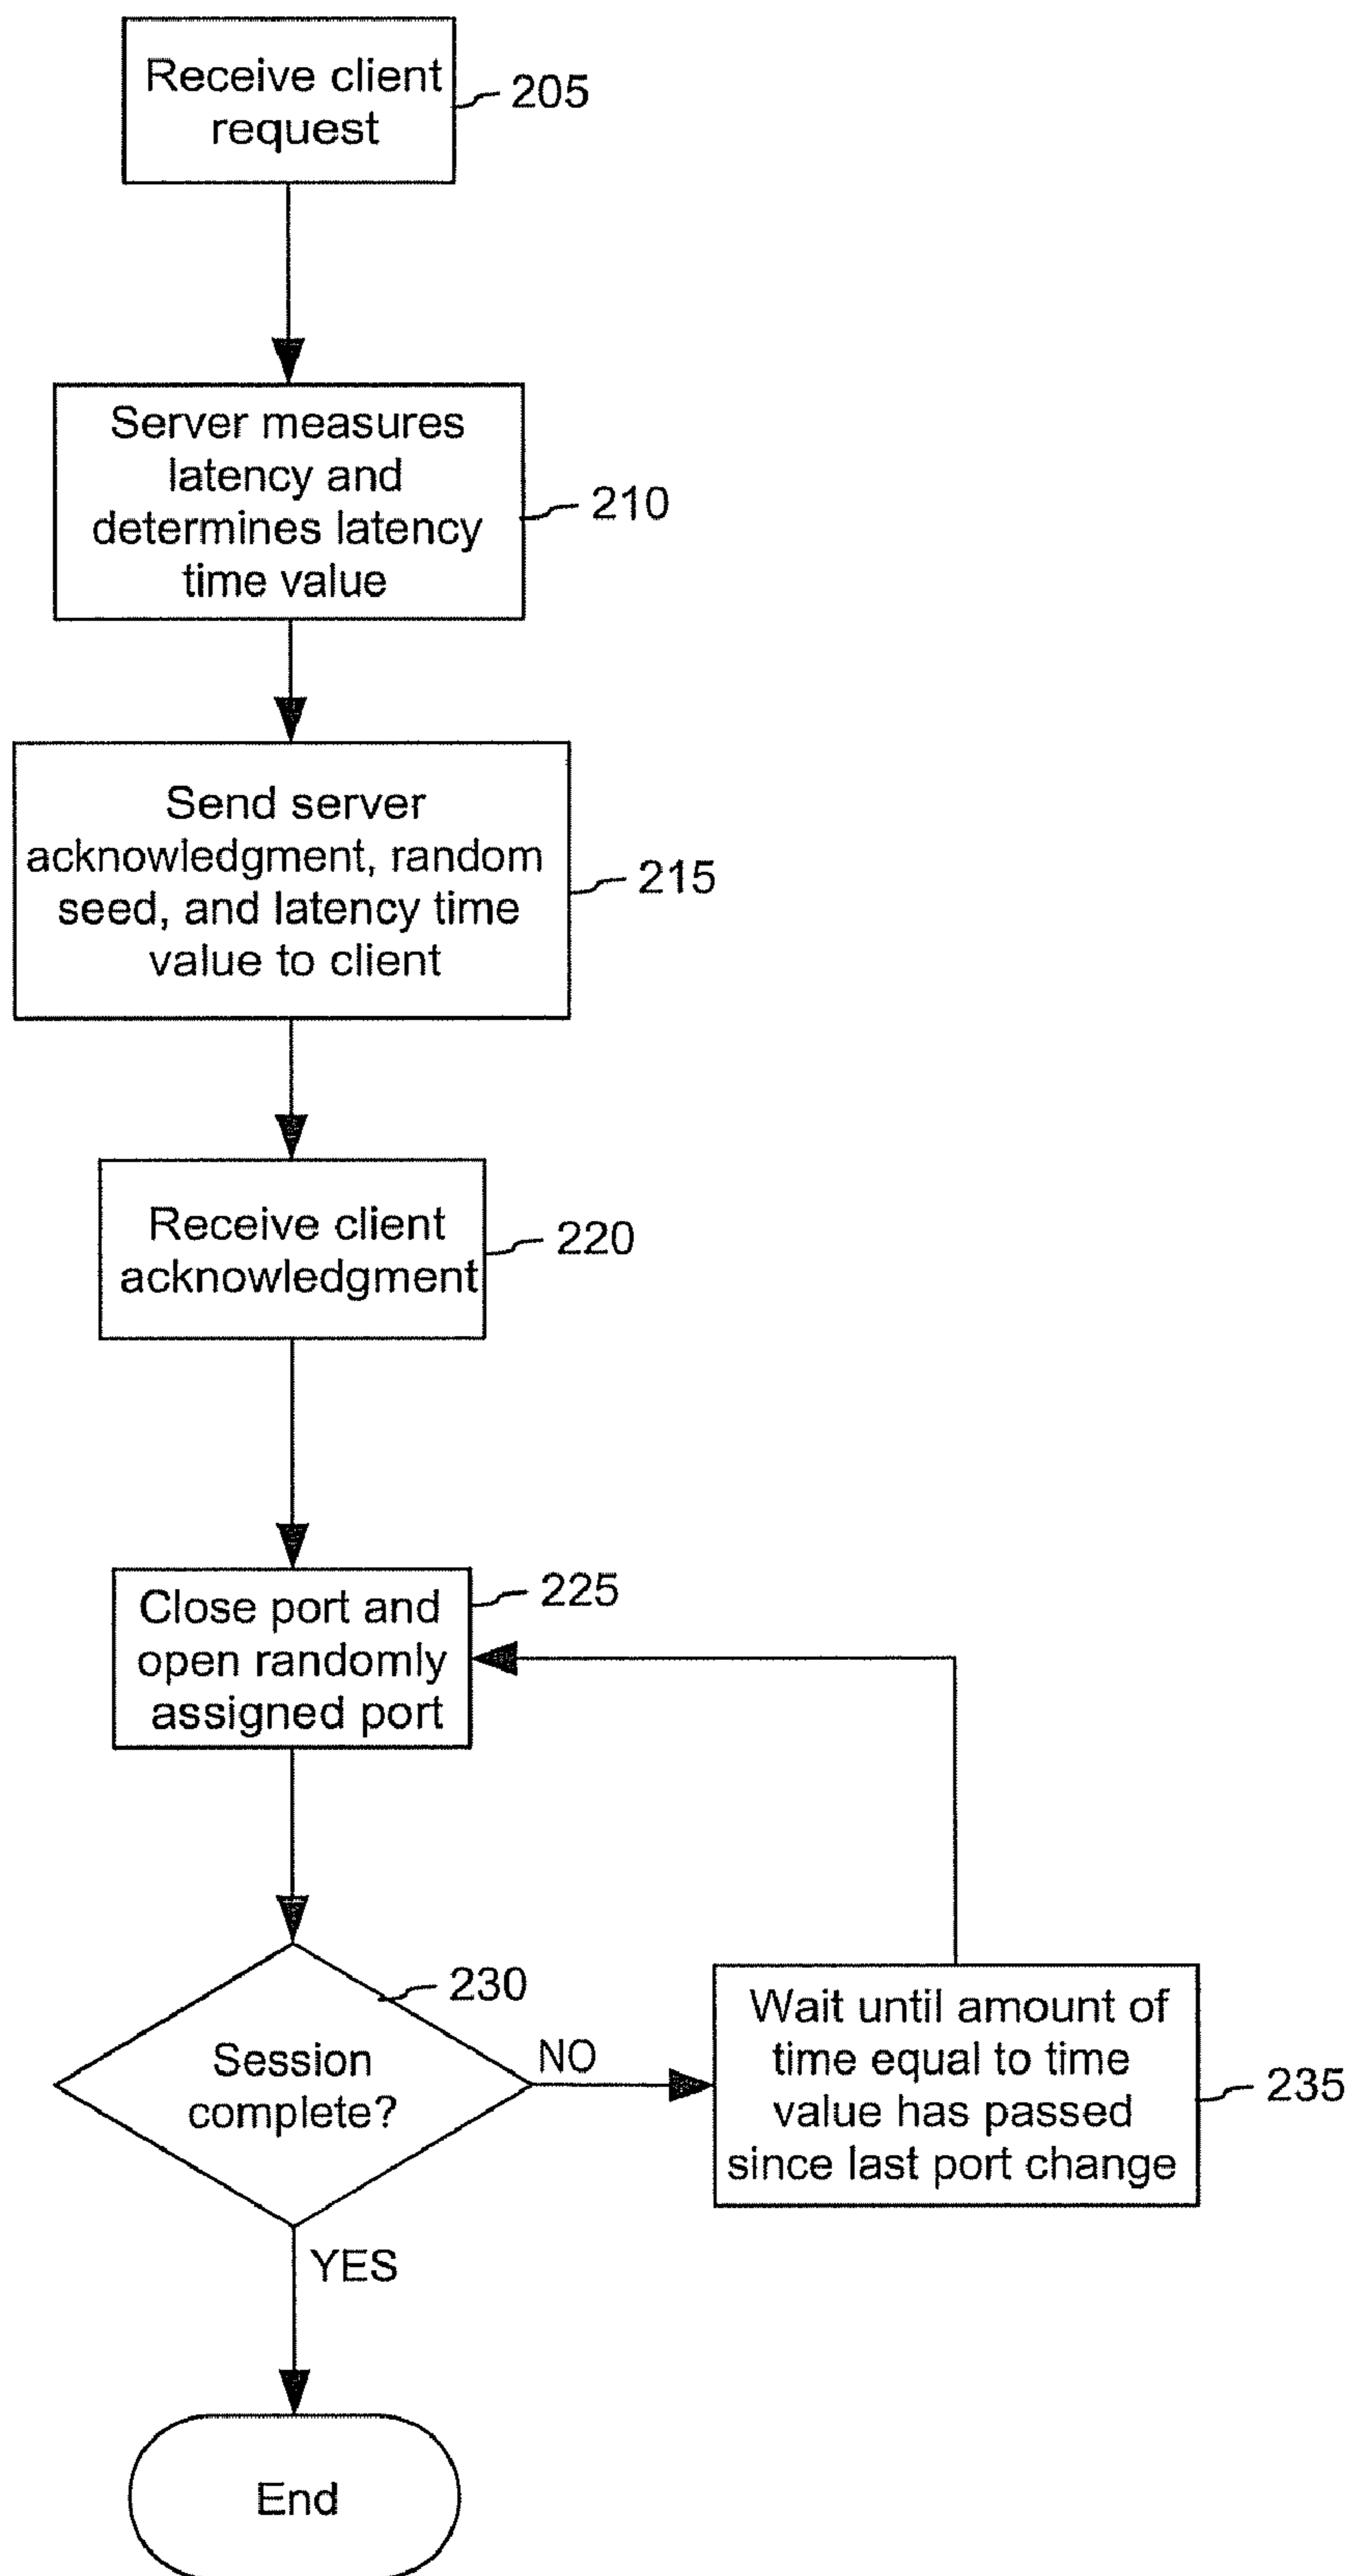 Receive client
request
205
Server measures
latency and
determines latency
time value
210
Send server
acknowledgment, random
seed, and latency time
value to client
215
Receive client
acknowledgment
220
Close port and
open randomly
assigned port
225
Session
complete?
230
NO
Wait until amount of
time equal to time
value has passed
since last port change
235
YES
End